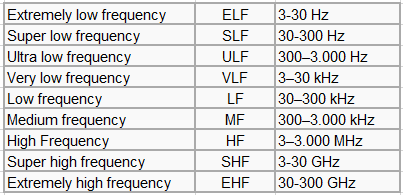 Extremely low frequency ELF 3-30 Hz
Super low frequency SLF 30-300 Hz
Ultra low frequency ULF 300–3.000 Hz
Very low frequency VLF 3–30 kHz
Low frequency LF 30–300 kHz
Medium frequency MF 300–3.000 kHz
High Frequency HF 3–3.000 MHz
Super high frequency SHF 3-30 GHz
Extremely high frequency EHF 30-300 GHz